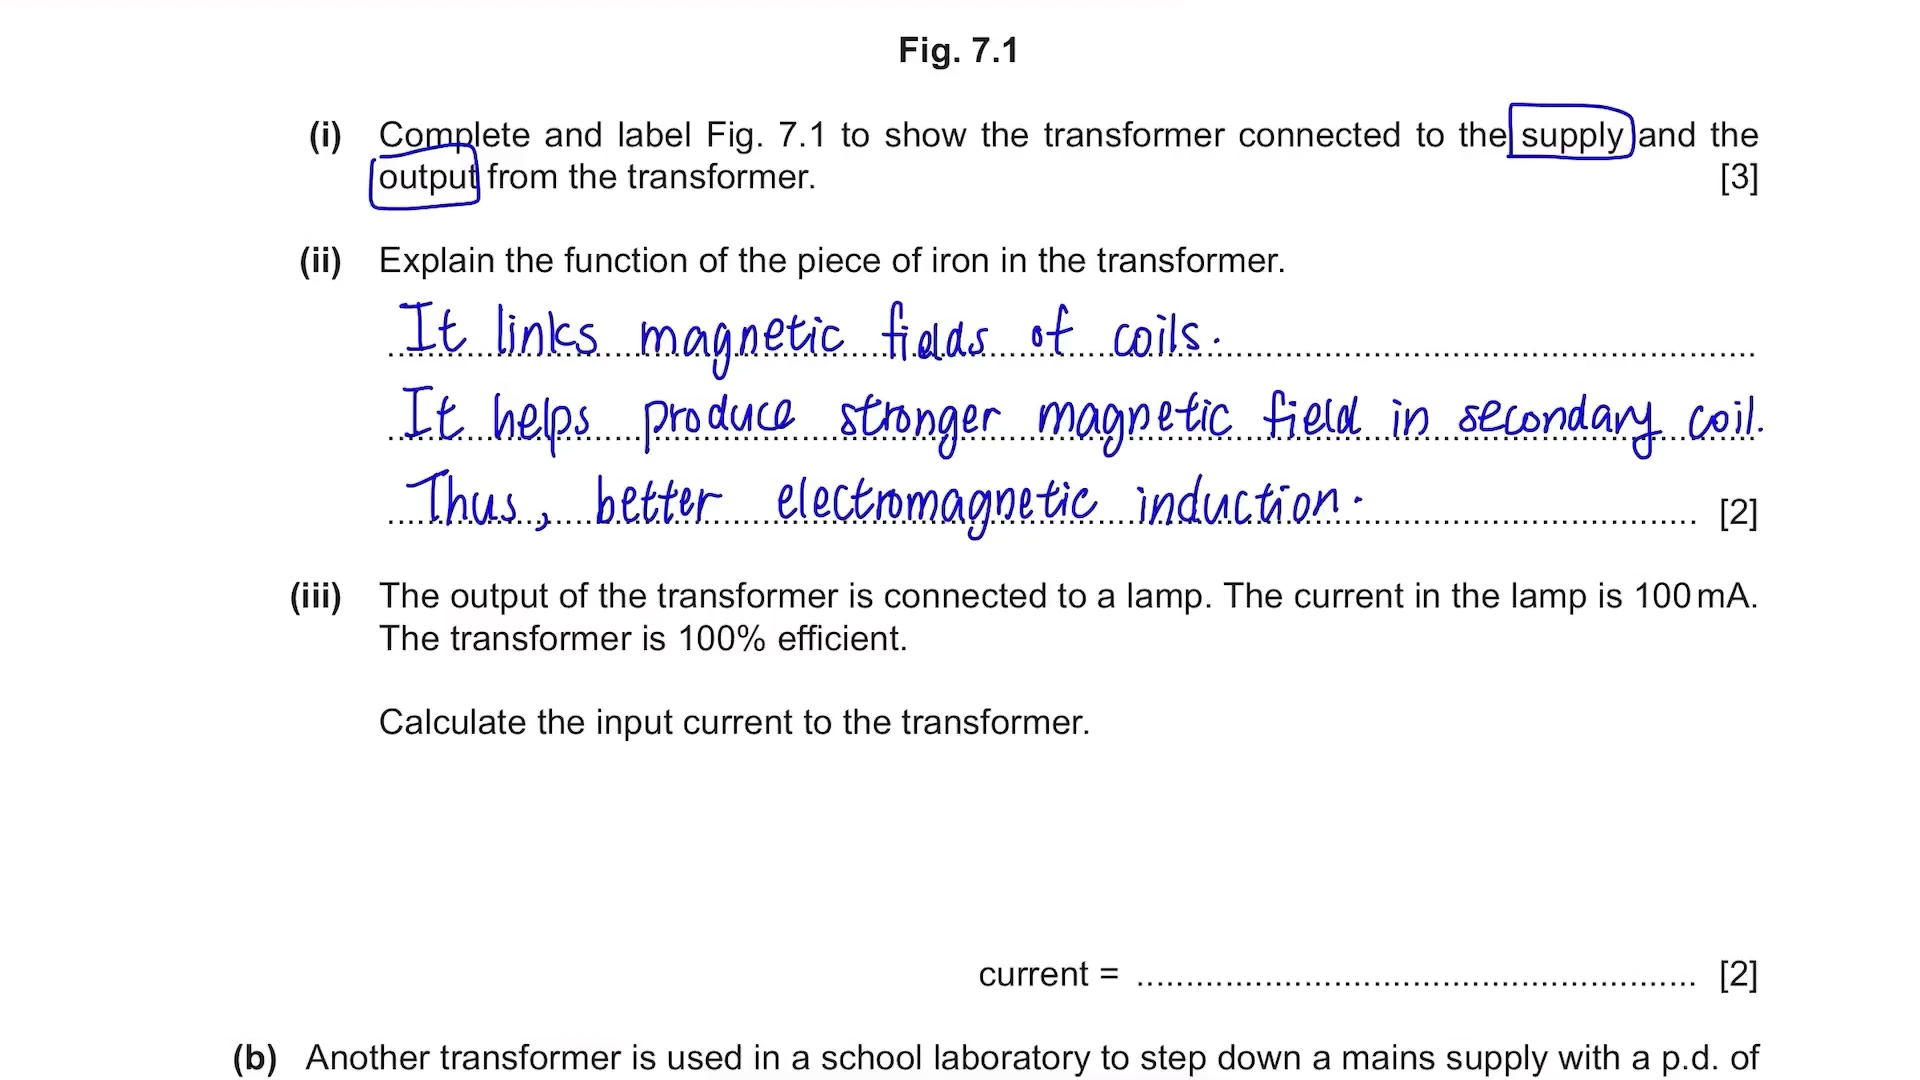 Fig. 7.1
(i) Complete and label Fig. 7.1 to show the transformer connected to the supply and the
output from the transformer. [3]
(ii) Explain the function of the piece of iron in the transformer.
It links magnetic fields of coils.
It helps produce stronger magnetic field in secondary coil.
Thus, better electromagnetic induction. [2]
(iii) The output of the transformer is connected to a lamp. The current in the lamp is 100 mA.
The transformer is 100% efficient.
Calculate the input current to the transformer.
current = ........................................................ [2]
(b) Another transformer is used in a school laboratory to step down a mains supply with a p.d. of